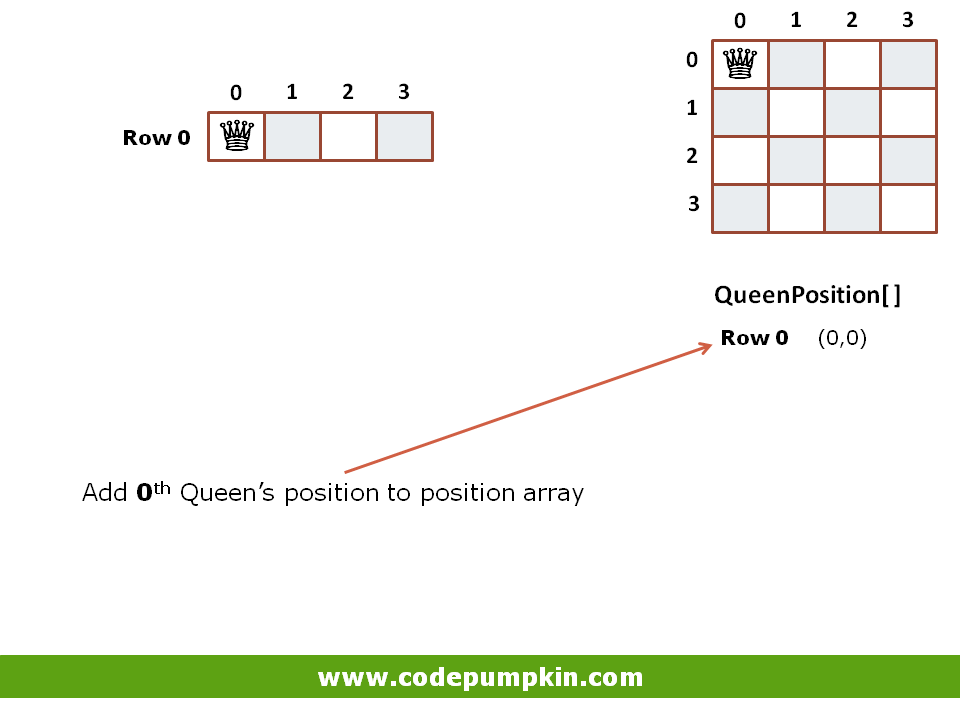 0 1 2 3
Row 0
0 1 2 3
0
1
2
3
QueenPosition[ ]
Row 0 (0,0)
Add 0th Queen's position to position array
www.codepumpkin.com